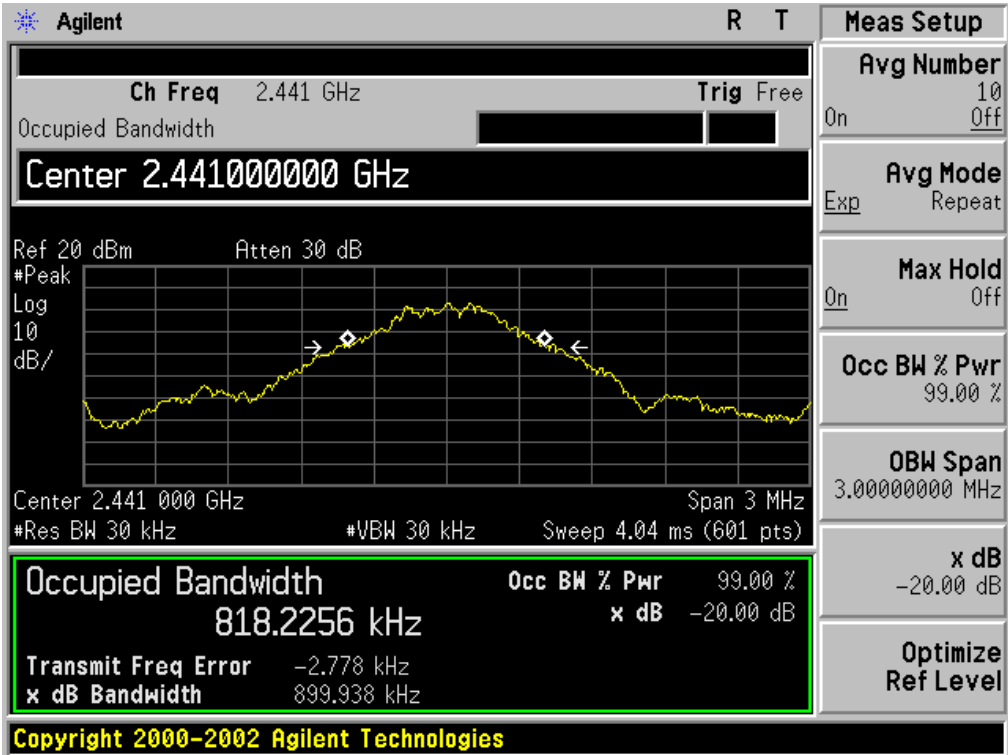 Agilent R T
Ch Freq 2.441 GHz Trig Free
Occupied Bandwidth
Center 2.441000000 GHz
Ref 20 dBm Atten 30 dB
#Peak
Log
10
dB/
Center 2.441 000 GHz Span 3 MHz
#Res BW 30 kHz #VBW 30 kHz Sweep 4.04 ms (601 pts)
Occupied Bandwidth Occ BW % Pwr 99.00 %
818.2256 kHz x dB -20.00 dB
Transmit Freq Error -2.778 kHz
x dB Bandwidth 899.938 kHz
Copyright 2000-2002 Agilent Technologies
Meas Setup
Avg Number
10
On Off
Avg Mode
Exp Repeat
Max Hold
On Off
Occ BW % Pwr
99.00 %
OBW Span
3.00000000 MHz
x dB
-20.00 dB
Optimize
Ref Level